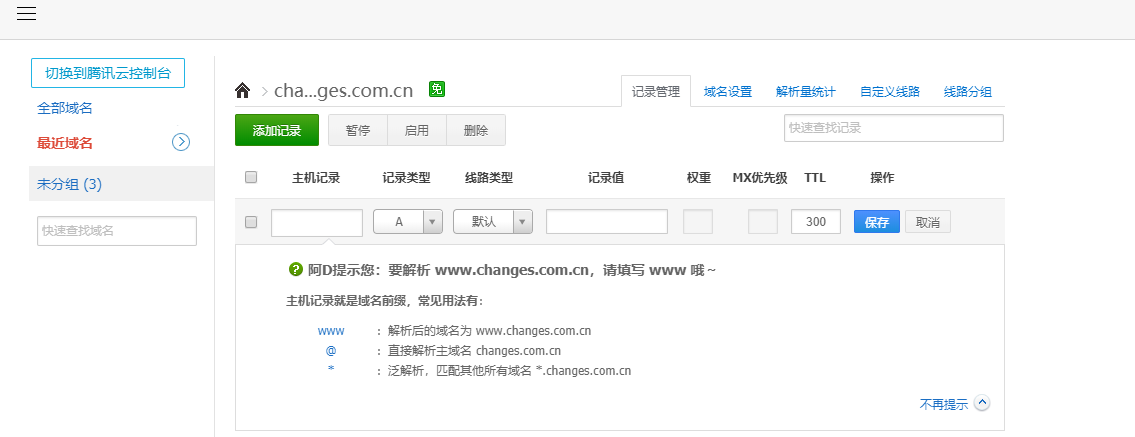 切换到腾讯云控制台
全部域名
最近域名
未分组 (3)
快速查找域名
cha...ges.com.cn 免
记录管理 域名设置 解析量统计 自定义线路 线路分组
添加记录 暂停 启用 删除 快速查找记录
主机记录 记录类型 线路类型 记录值 权重 MX优先级 TTL 操作
A 默认 300 保存 取消
? 阿D提示您：要解析 www.changes.com.cn，请填写 www 哦～
主机记录就是域名前缀，常见用法有：
www ：解析后的域名为 www.changes.com.cn
@ ：直接解析主域名 changes.com.cn
* ：泛解析，匹配其他所有域名 *.changes.com.cn
不再提示